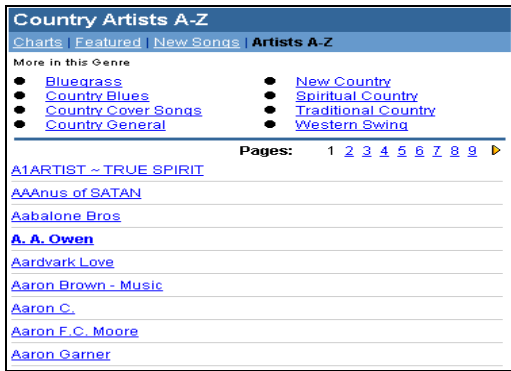 Country Artists A-Z
Charts | Featured | New Songs | Artists A-Z
More in this Genre
Bluegrass
Country Blues
Country Cover Songs
Country General
New Country
Spiritual Country
Traditional Country
Western Swing
Pages: 1 2 3 4 5 6 7 8 9
A1ARTIST ~ TRUE SPIRIT
AAAnus of SATAN
Aabalone Bros
A. A. Owen
Aardvark Love
Aaron Brown - Music
Aaron C.
Aaron F.C. Moore
Aaron Garner